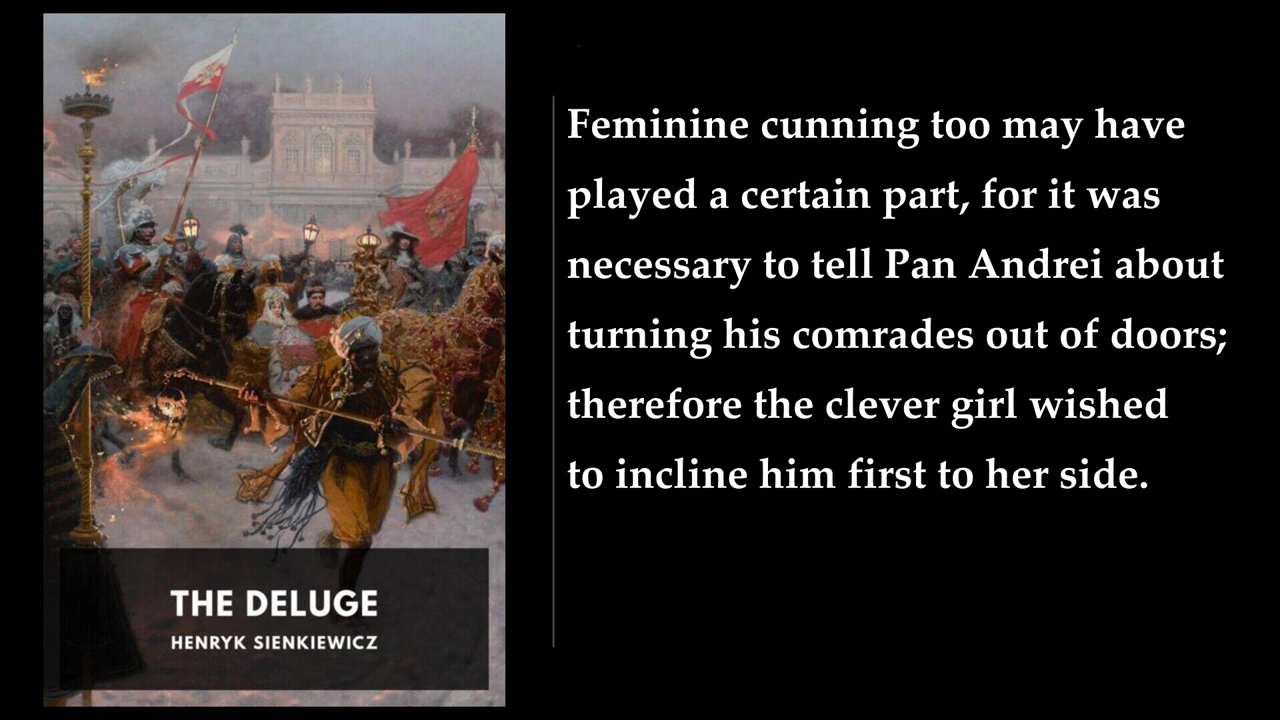 THE DELUGE
HENRYK SIENKIEWICZ
Feminine cunning too may have
played a certain part, for it was
necessary to tell Pan Andrei about
turning his comrades out of doors;
therefore the clever girl wished
to incline him first to her side.